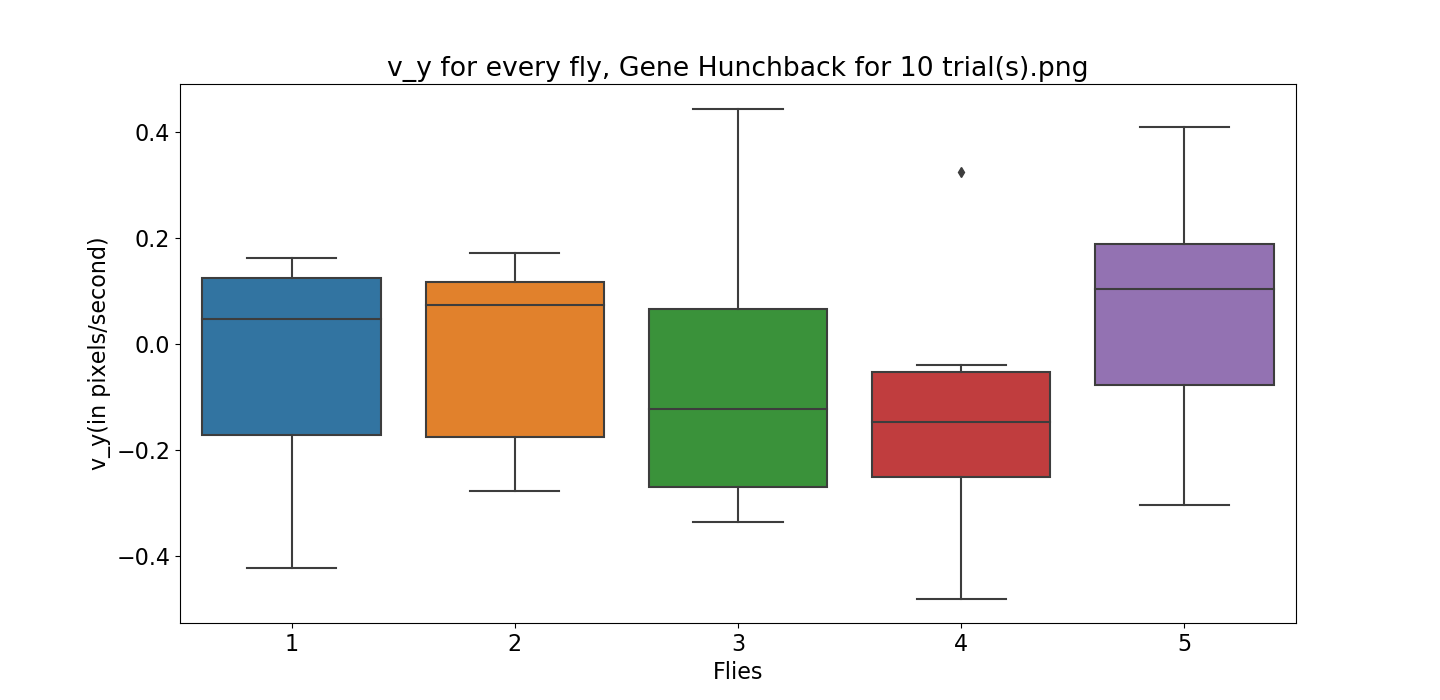 v_y for every fly, Gene Hunchback for 10 trial(s).png
v_y(in pixels/second)
0.4
0.2
0.0
−0.2
−0.4
1 2 3 4 5
Flies